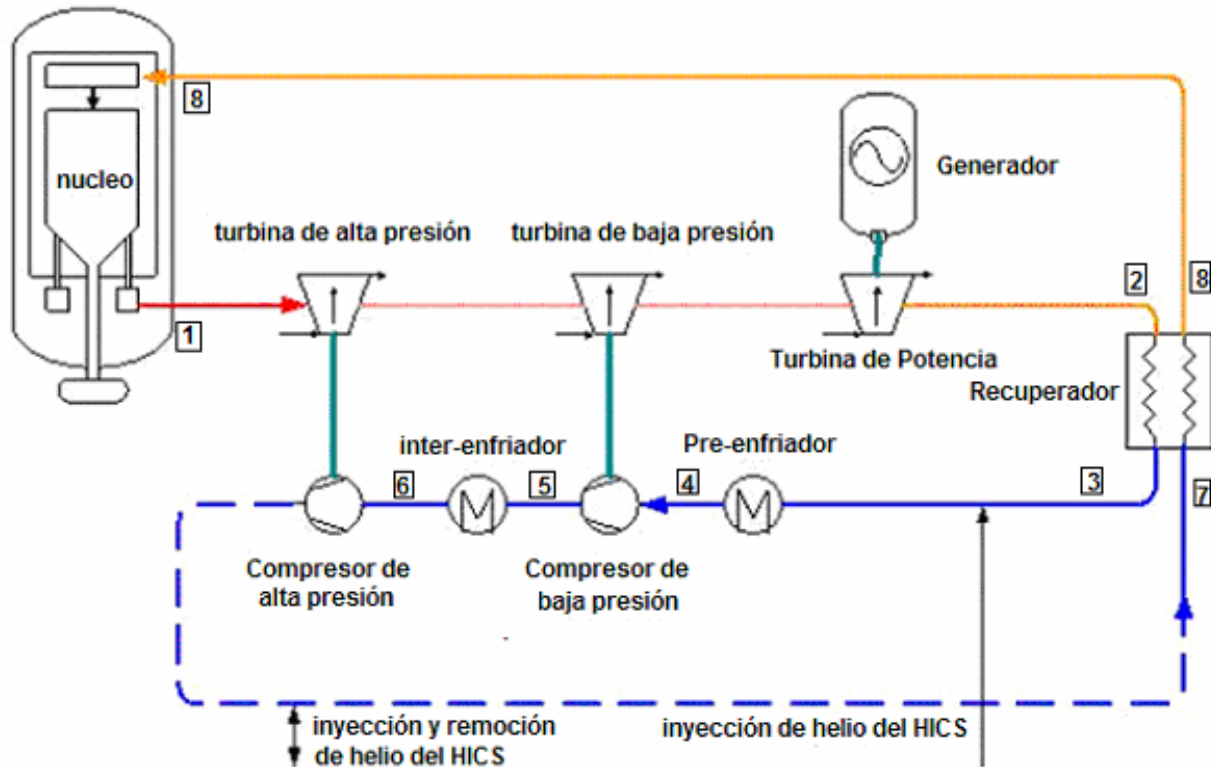 8
nucleo
Generador
turbina de alta presión
turbina de baja presión
1
2
8
Turbina de Potencia
Recuperador
inter-enfriador
Pre-enfriador
6
5
4
3
7
Compresor de
alta presión
Compresor de
baja presión
inyección y remoción
de helio del HICS
inyección de helio del HICS